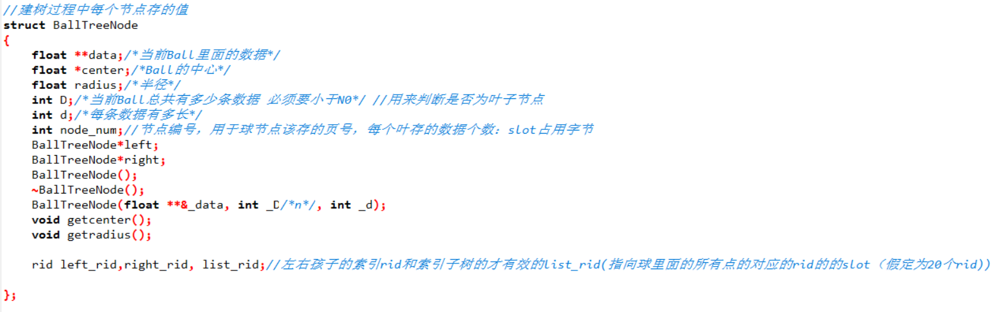 //建树过程中每个节点存的值
struct BallTreeNode
{
    float **data;/*当前Ball里面的数据*/
    float *center;/*Ball的中心*/
    float radius;/*半径*/
    int D;/*当前Ball总共有多少条数据 必须要小于N0*/ //用来判断是否为叶子节点
    int d;/*每条数据有多长*/
    int node_num;//节点编号，用于球节点该存的页号，每个叶存的数据个数：slot占用字节
    BallTreeNode*left;
    BallTreeNode*right;
    BallTreeNode();
    ~BallTreeNode();
    BallTreeNode(float **&_data, int _D/*n*/, int _d);
    void getcenter();
    void getradius();
    rid left_rid,right_rid, list_rid;//左右孩子的索引rid和索引子树的才有效的list_rid(指向球里面的所有点的对应的rid的的slot（假定为20个rid))
};